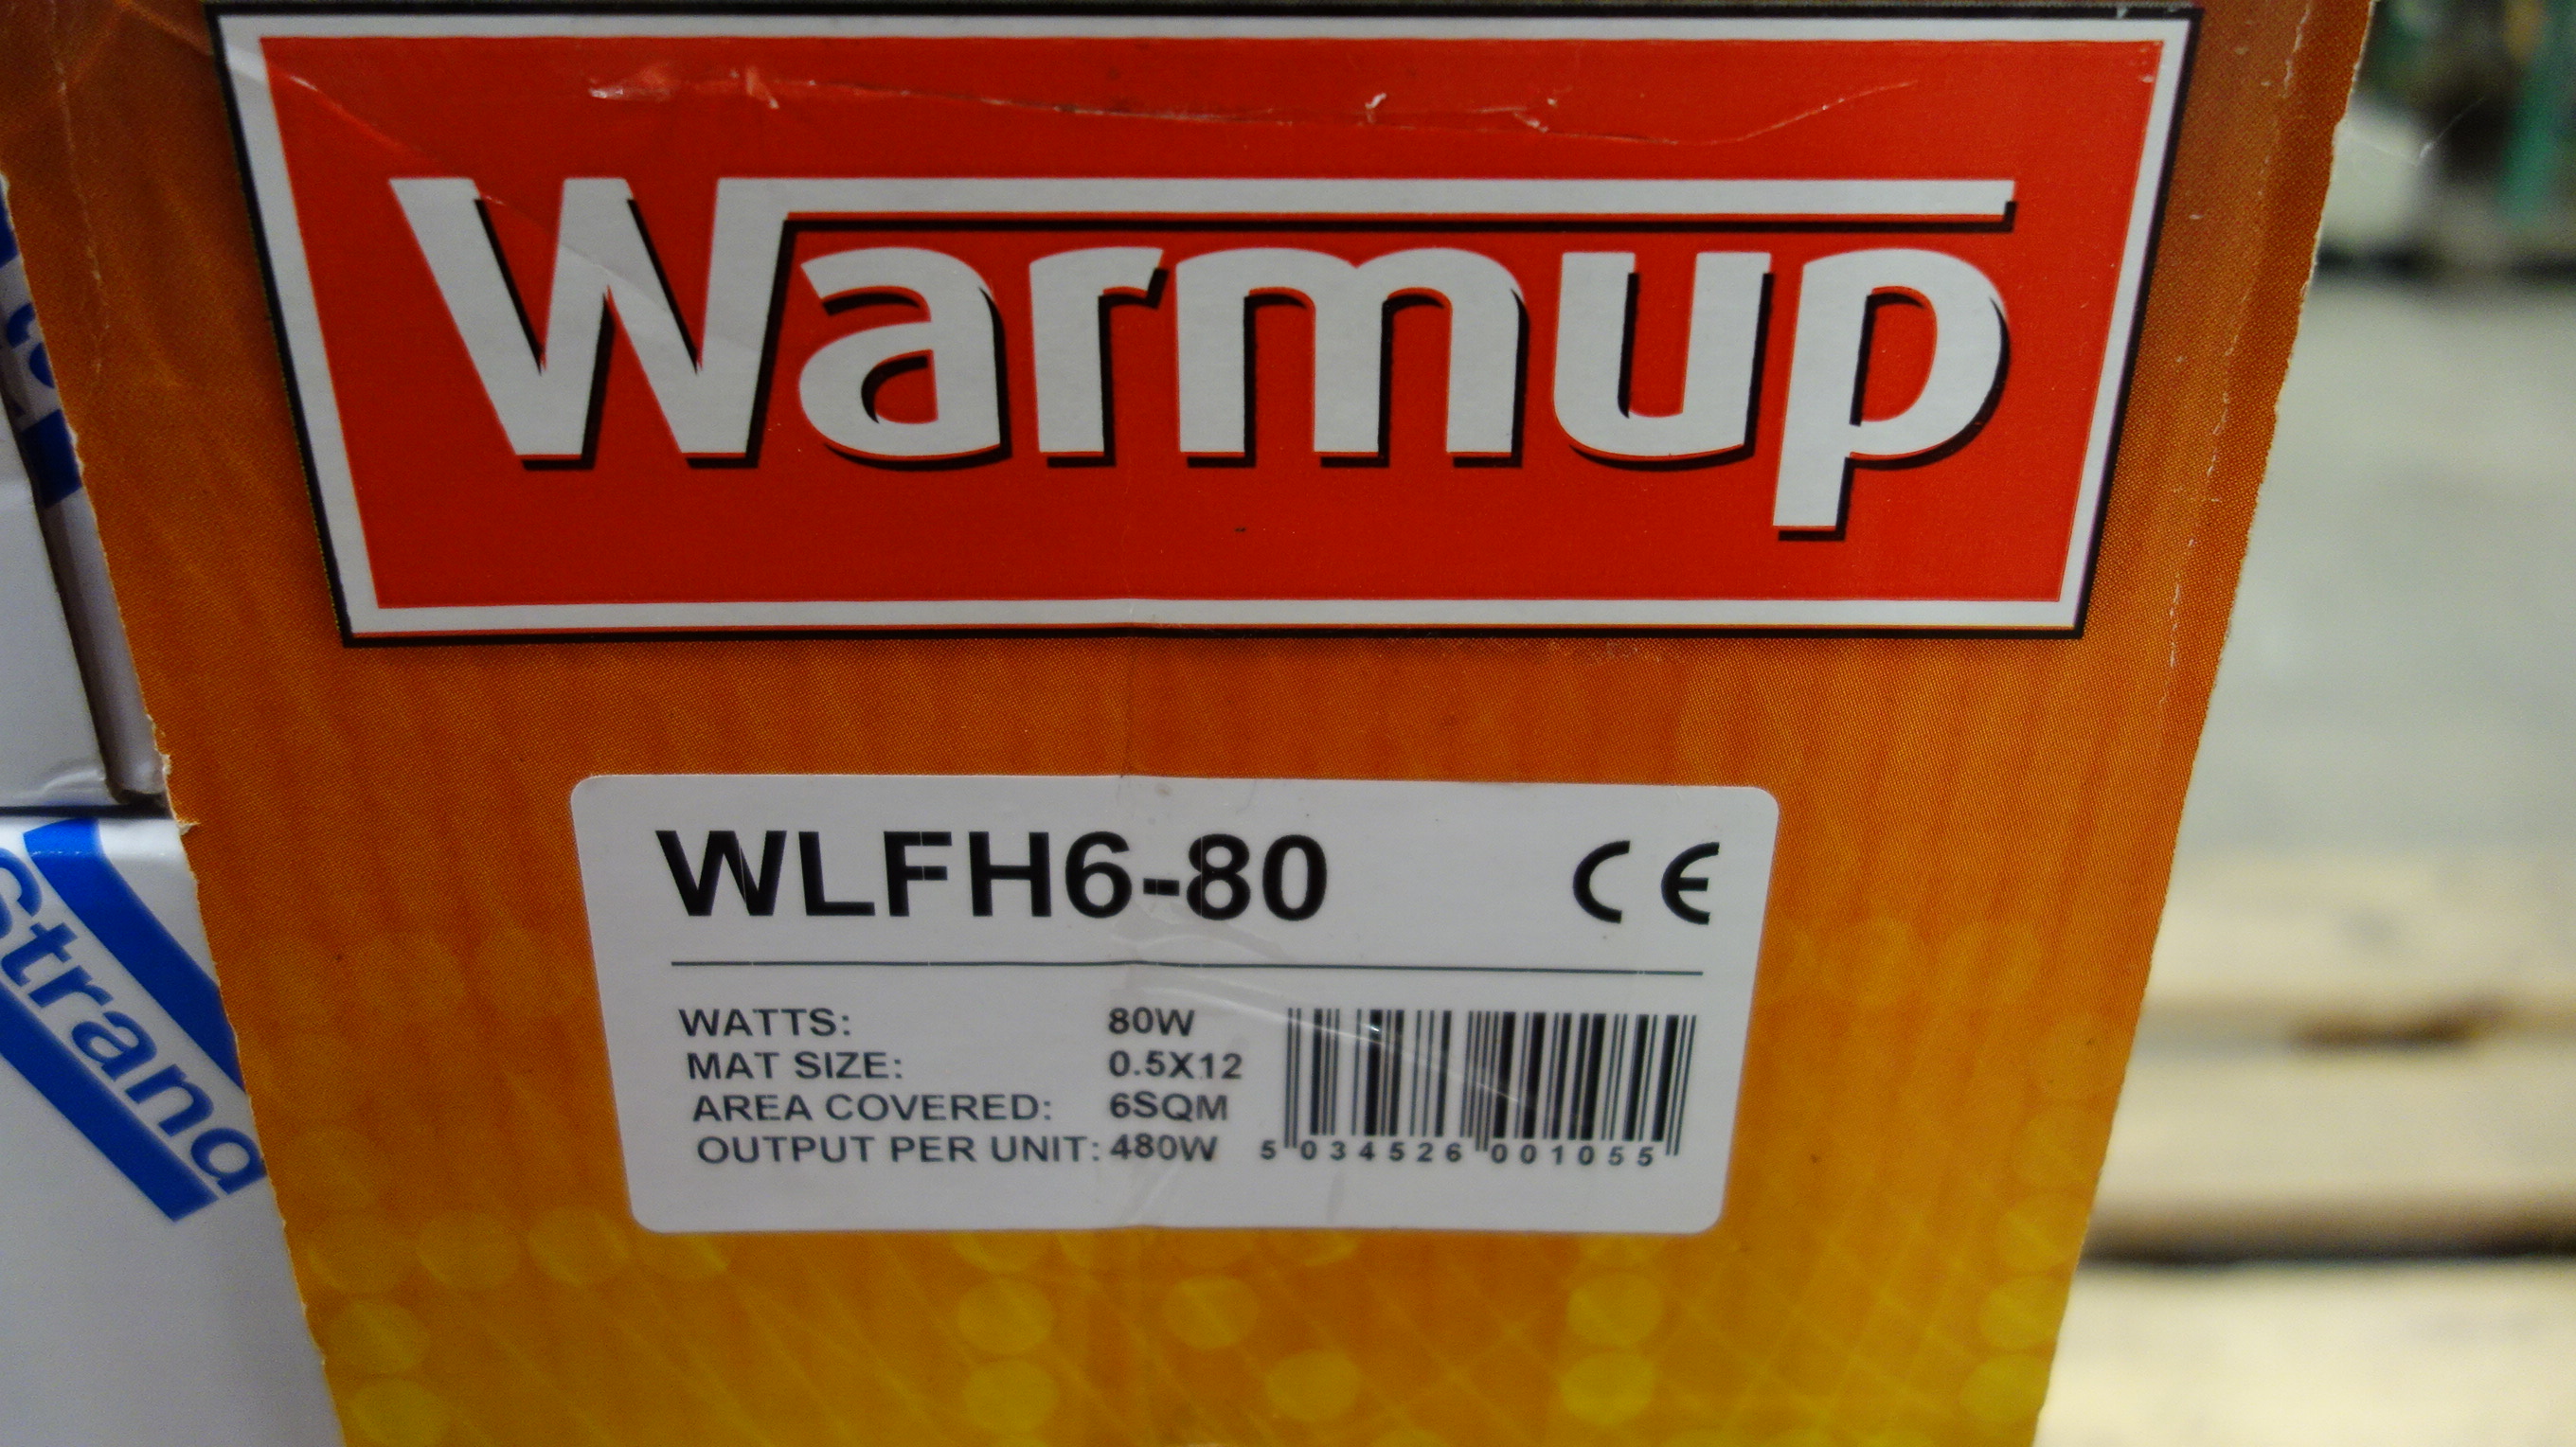 Warmup
WLFH6-80 CE
WATTS: 80W
MAT SIZE: 0.5X12
AREA COVERED: 6SQM
OUTPUT PER UNIT: 480W
5 034526 001055
strand